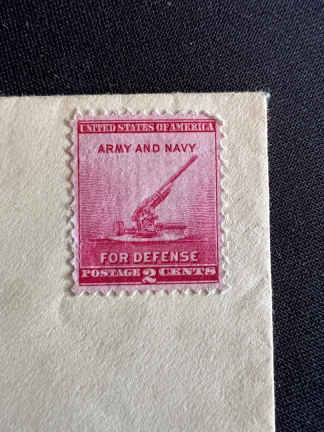 UNITED STATES OF AMERICA
ARMY AND NAVY
FOR DEFENSE
POSTAGE 2 CENTS